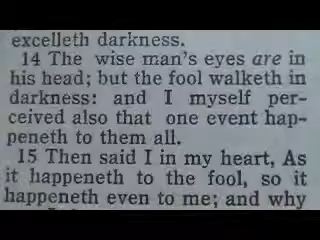 excelleth darkness.
14 The wise man's eyes are in
his head; but the fool walketh in
darkness: and I myself per-
ceived also that one event hap-
peneth to them all.
15 Then said I in my heart, As
it happeneth to the fool, so it
happeneth even to me; and why